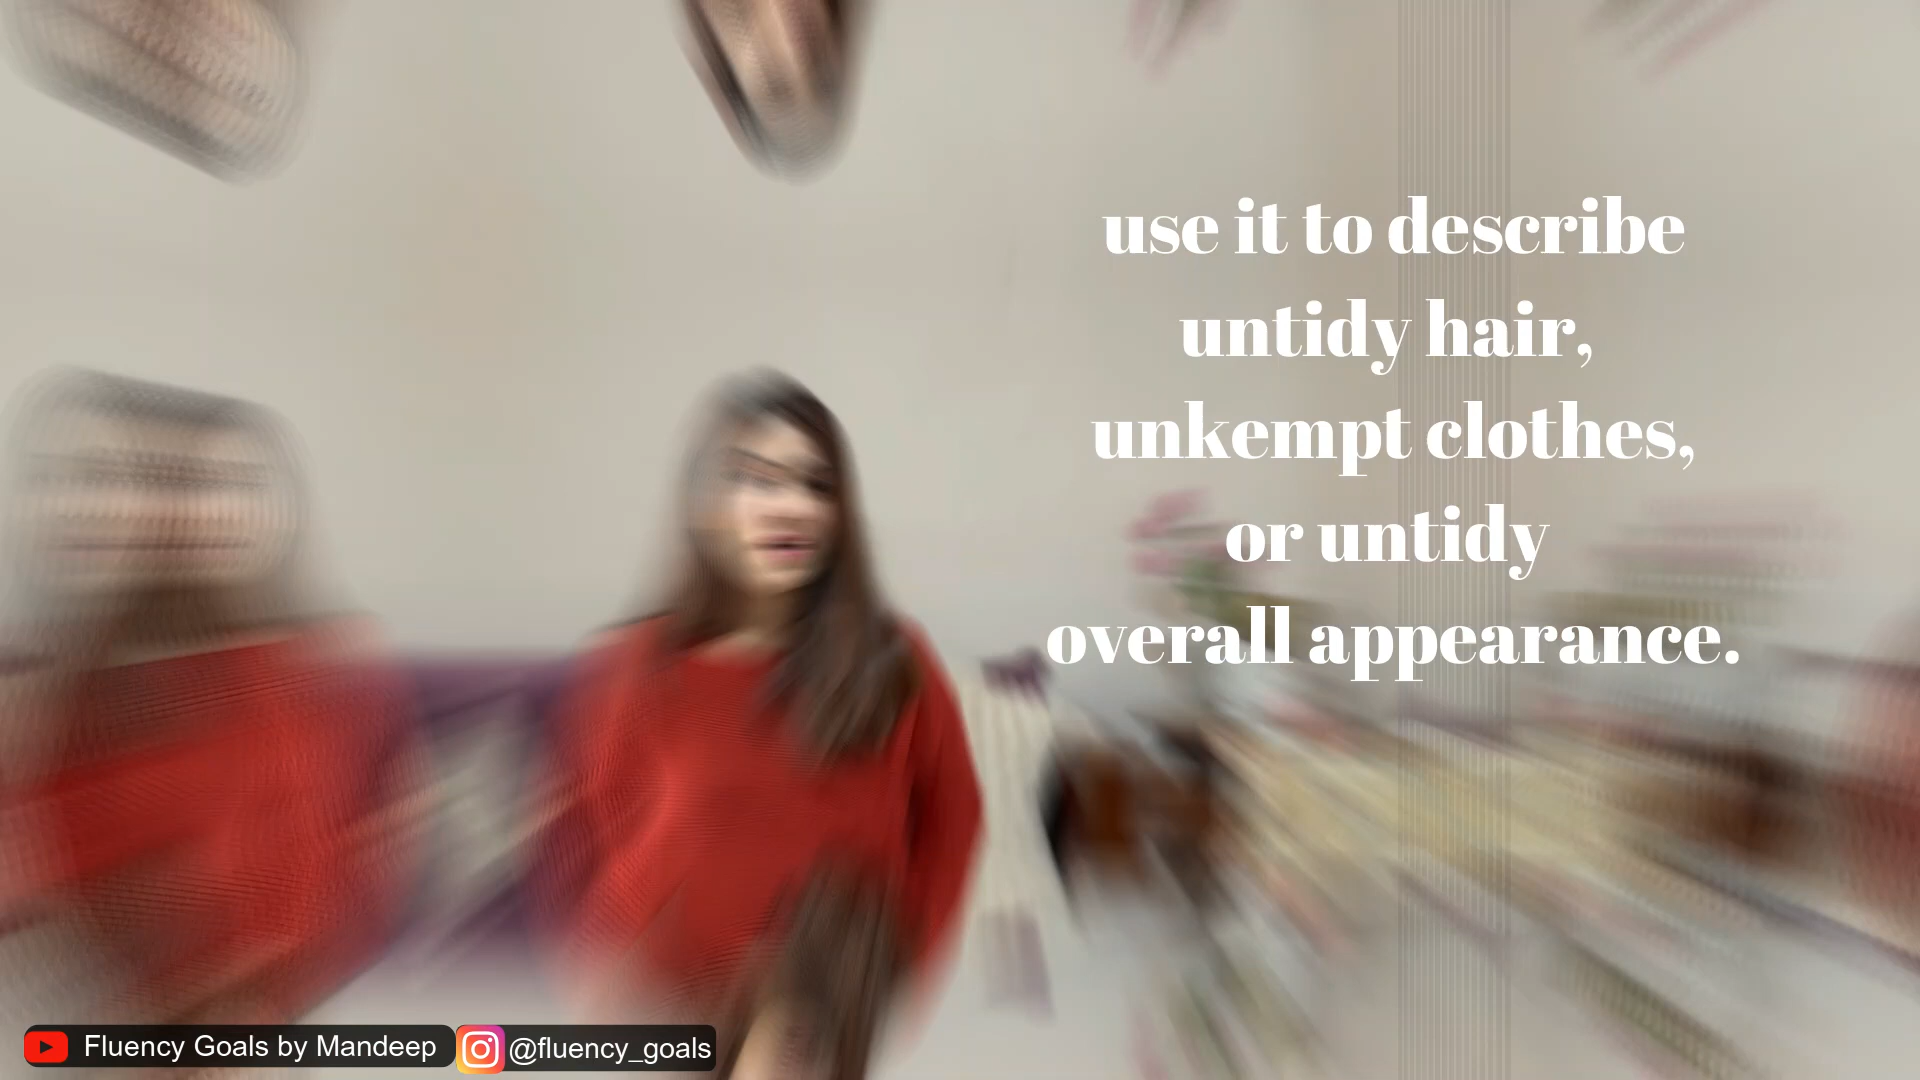 use it to describe
untidy hair,
unkempt clothes,
or untidy
overall appearance.
Fluency Goals by Mandeep
@fluency_goals